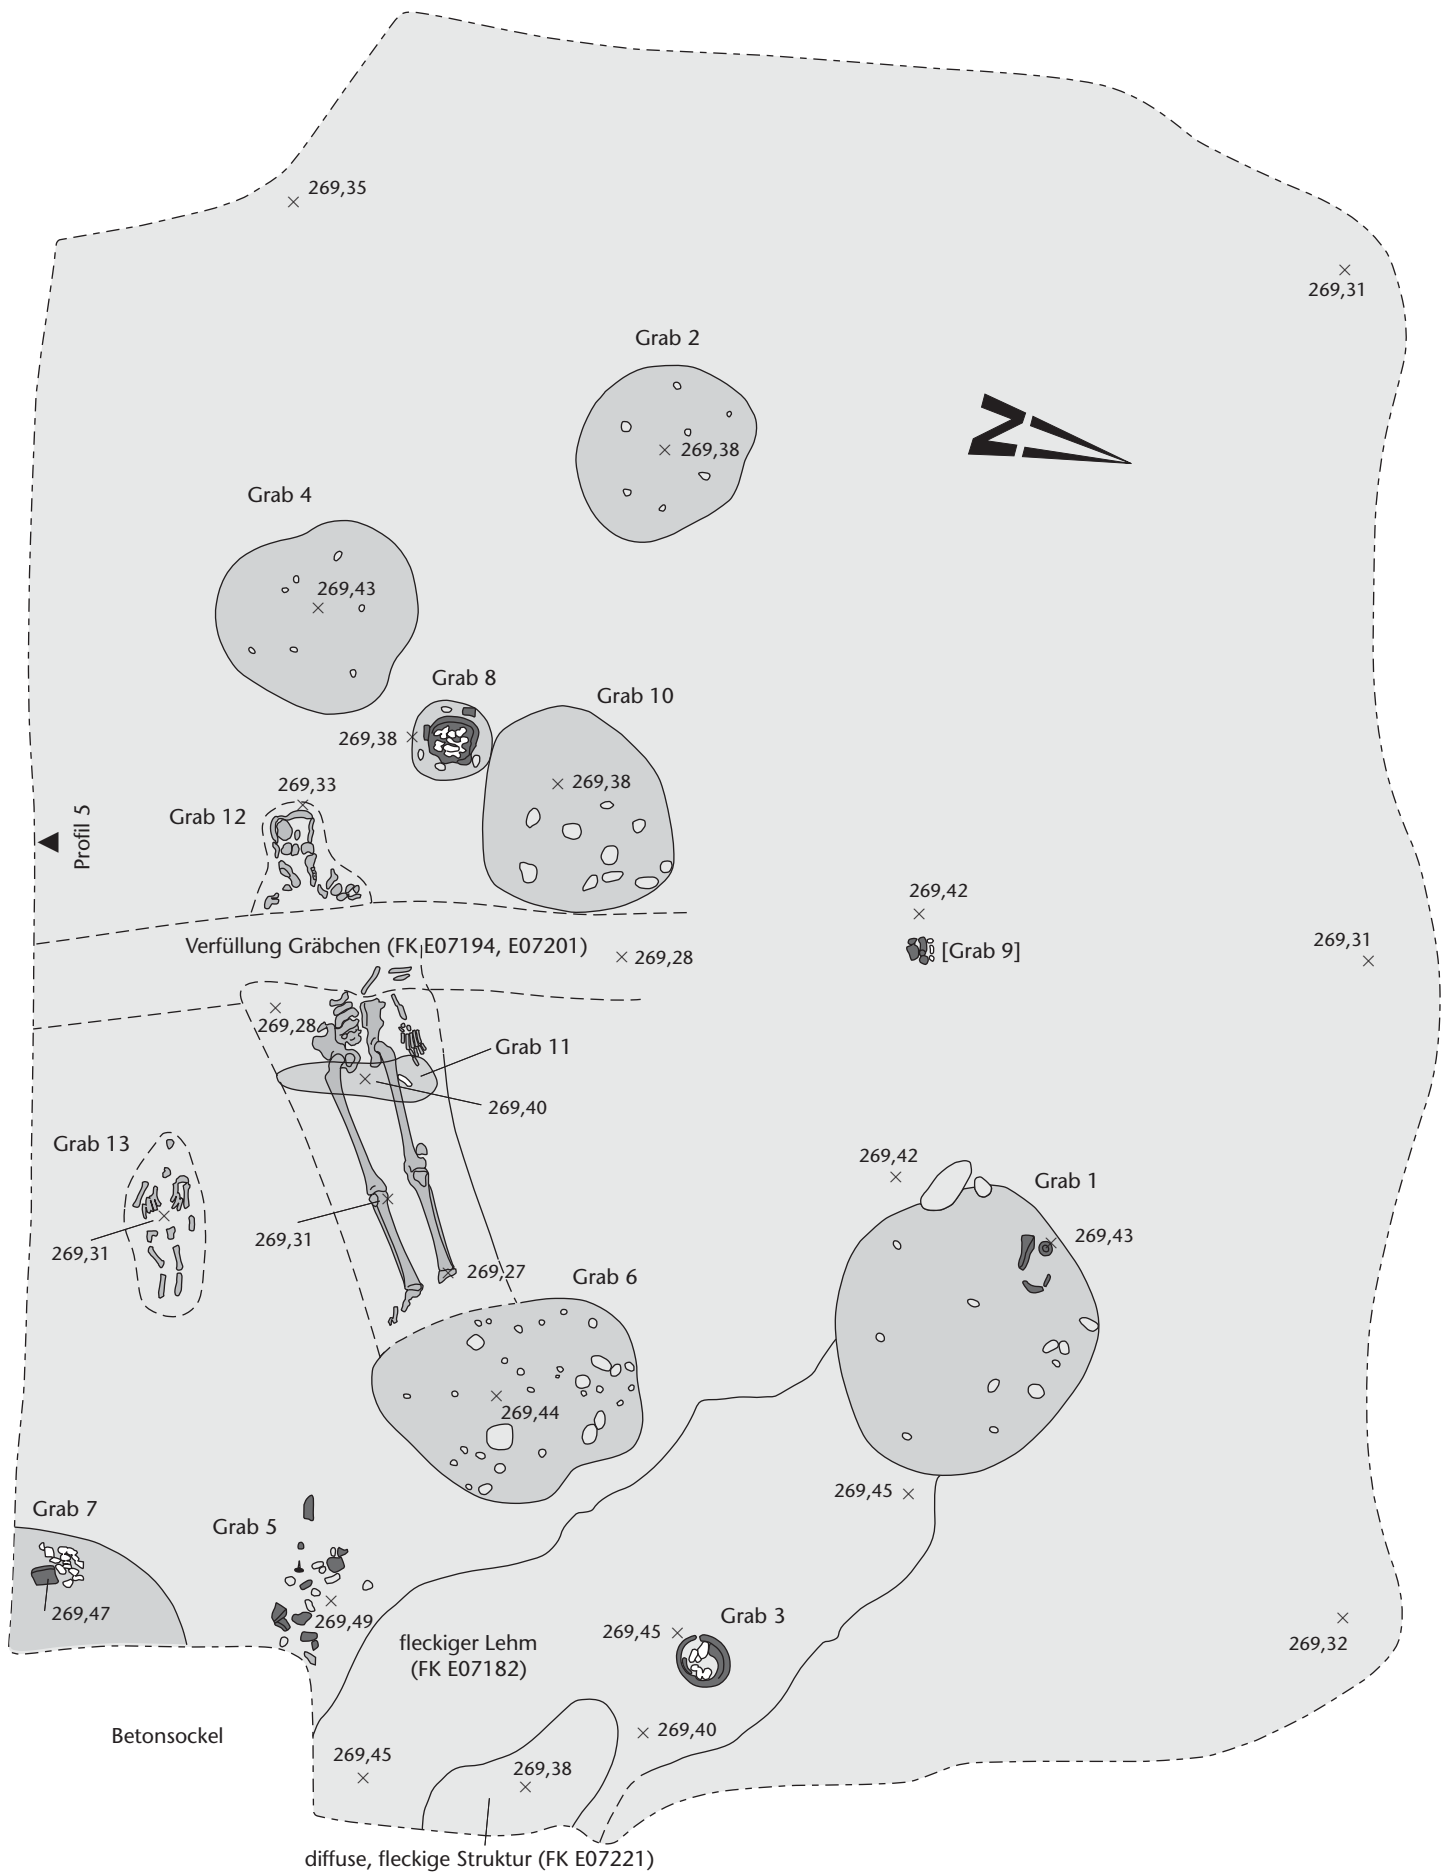 269,35
269,31
Grab 2
269,38
Grab 4
269,43
Grab 8
Grab 10
269,38
269,38
269,33
Grab 12
Profil 5
269,42
[Grab 9]
269,31
Verfüllung Gräbchen (FK E07194, E07201)
269,28
269,28
Grab 11
269,40
Grab 13
269,31
269,31
269,27
269,42
Grab 1
269,43
Grab 6
269,44
269,45
Grab 7
269,47
Grab 5
269,49
fleckiger Lehm
(FK E07182)
269,45
Grab 3
269,32
269,40
Betonsockel
269,45
269,38
diffuse, fleckige Struktur (FK E07221)
N